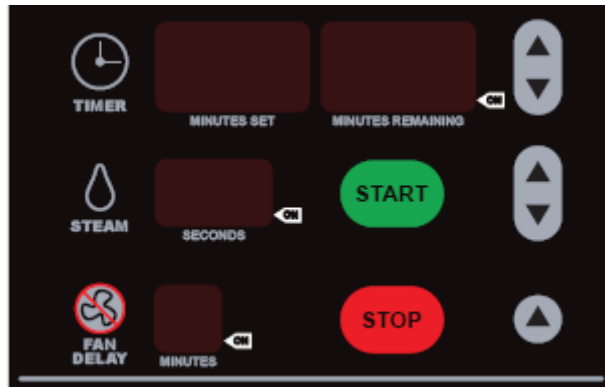 TIMER
MINUTES SET
MINUTES REMAINING
ON
STEAM
SECONDS
ON
START
FAN
DELAY
MINUTES
ON
STOP